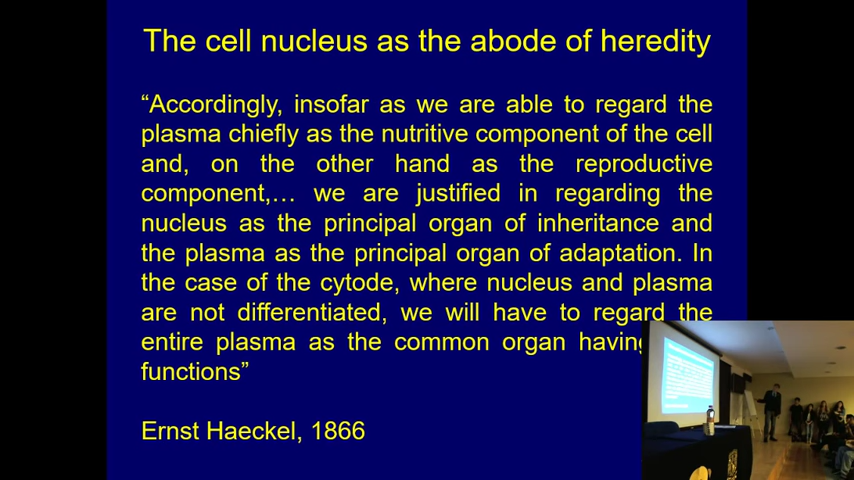 The cell nucleus as the abode of heredity
“Accordingly, insofar as we are able to regard the
plasma chiefly as the nutritive component of the cell
and, on the other hand as the reproductive
component,… we are justified in regarding the
nucleus as the principal organ of inheritance and
the plasma as the principal organ of adaptation. In
the case of the cytode, where nucleus and plasma
are not differentiated, we will have to regard the
entire plasma as the common organ having
functions”
Ernst Haeckel, 1866